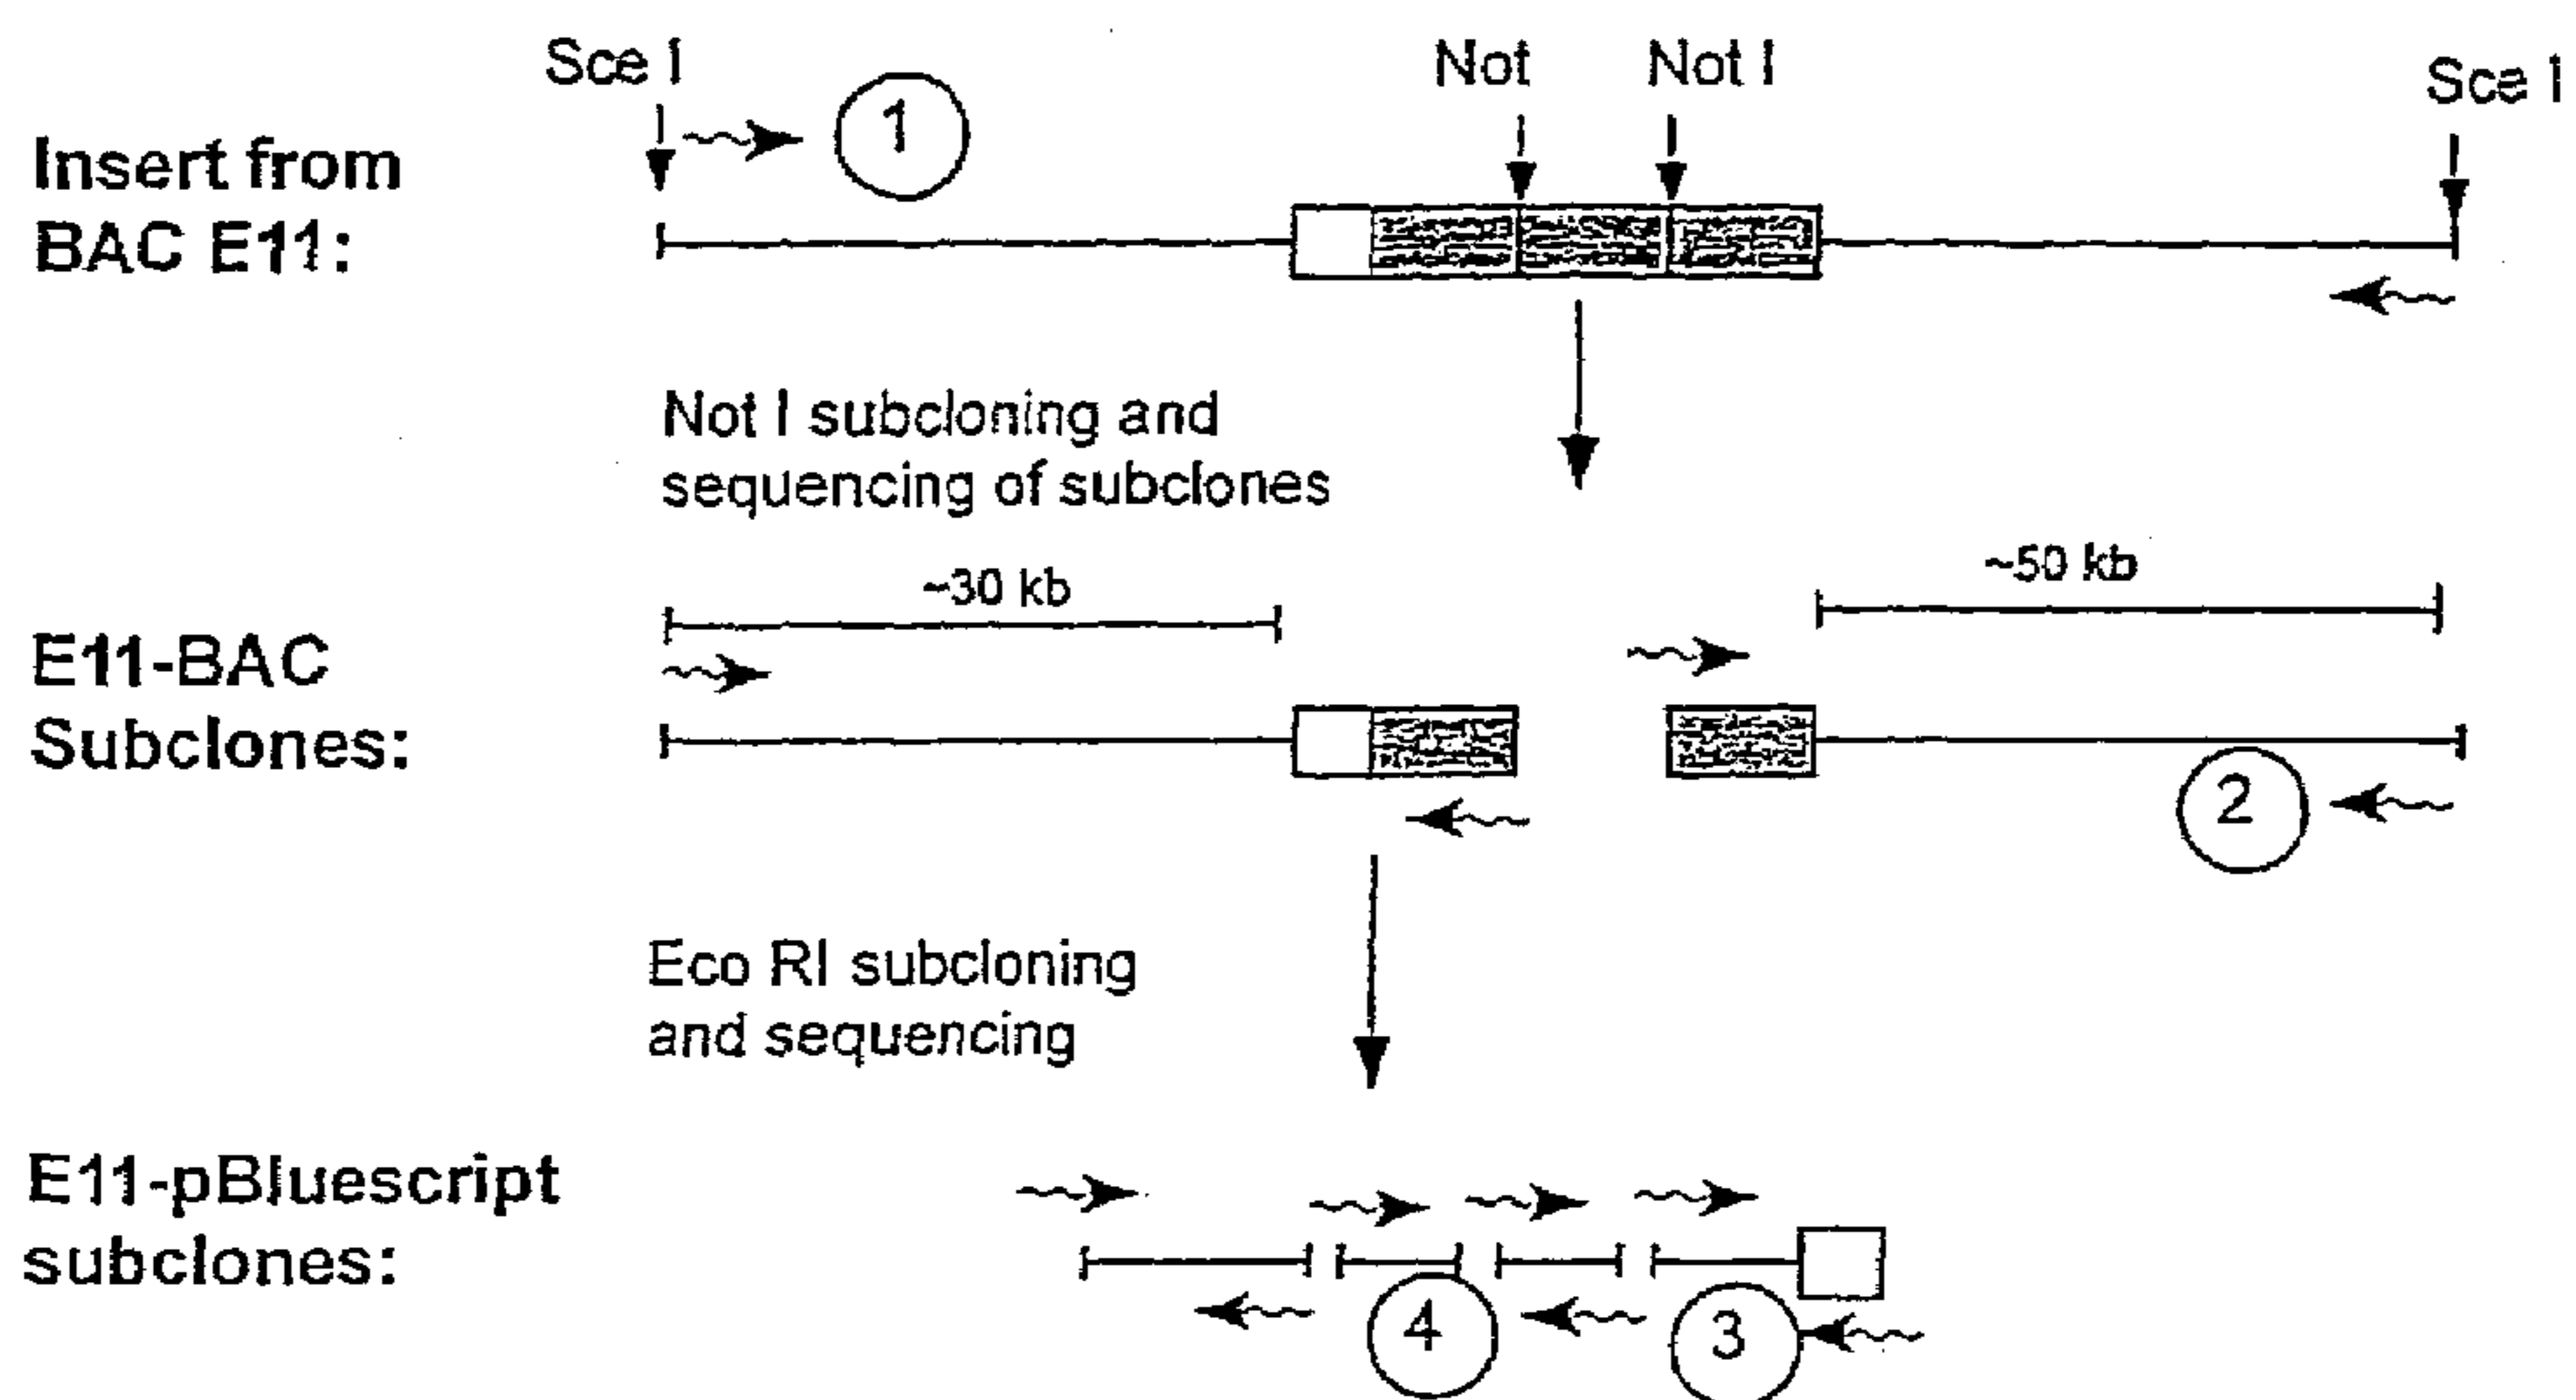 Sce I
1
Not
Not I
Sce I
Insert from
BAC E11:
Not I subcloning and
sequencing of subclones
~30 kb
~50 kb
E11-BAC
Subclones:
2
Eco RI subcloning
and sequencing
E11-pBluescript
subclones:
4
3